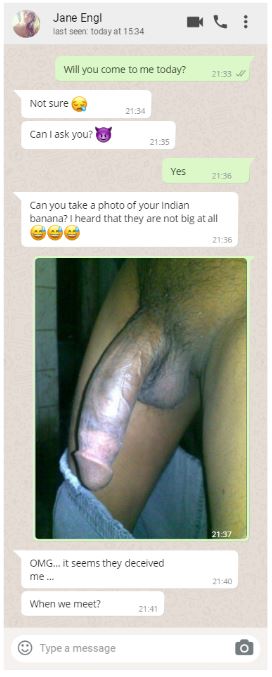 Jane Engl
last seen: today at 15:34
Will you come to me today?
21:33
Not sure 😪
21:34
Can I ask you? 😈
21:35
Yes
21:36
Can you take a photo of your Indian
banana? I heard that they are not big at all
😅😅😅
21:36
21:37
OMG... it seems they deceived
me ...
21:40
When we meet?
21:41
Type a message